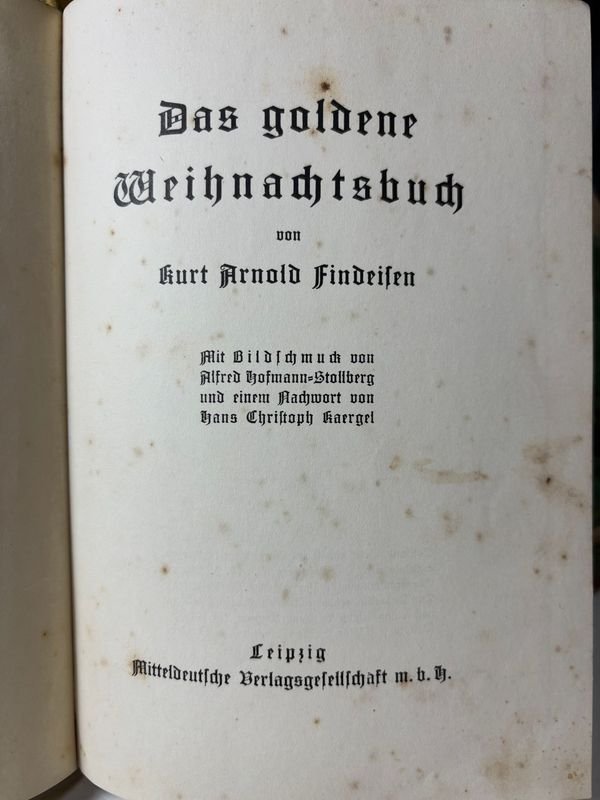 Das goldene
Weihnachtsbuch
von
Kurt Arnold Findeisen
Mit Bildschmuck von
Alfred Hofmann-Stollberg
und einem Nachwort von
Hans Christoph Kaergel
Leipzig
Mitteldeutsche Verlagsgesellschaft m. b. H.